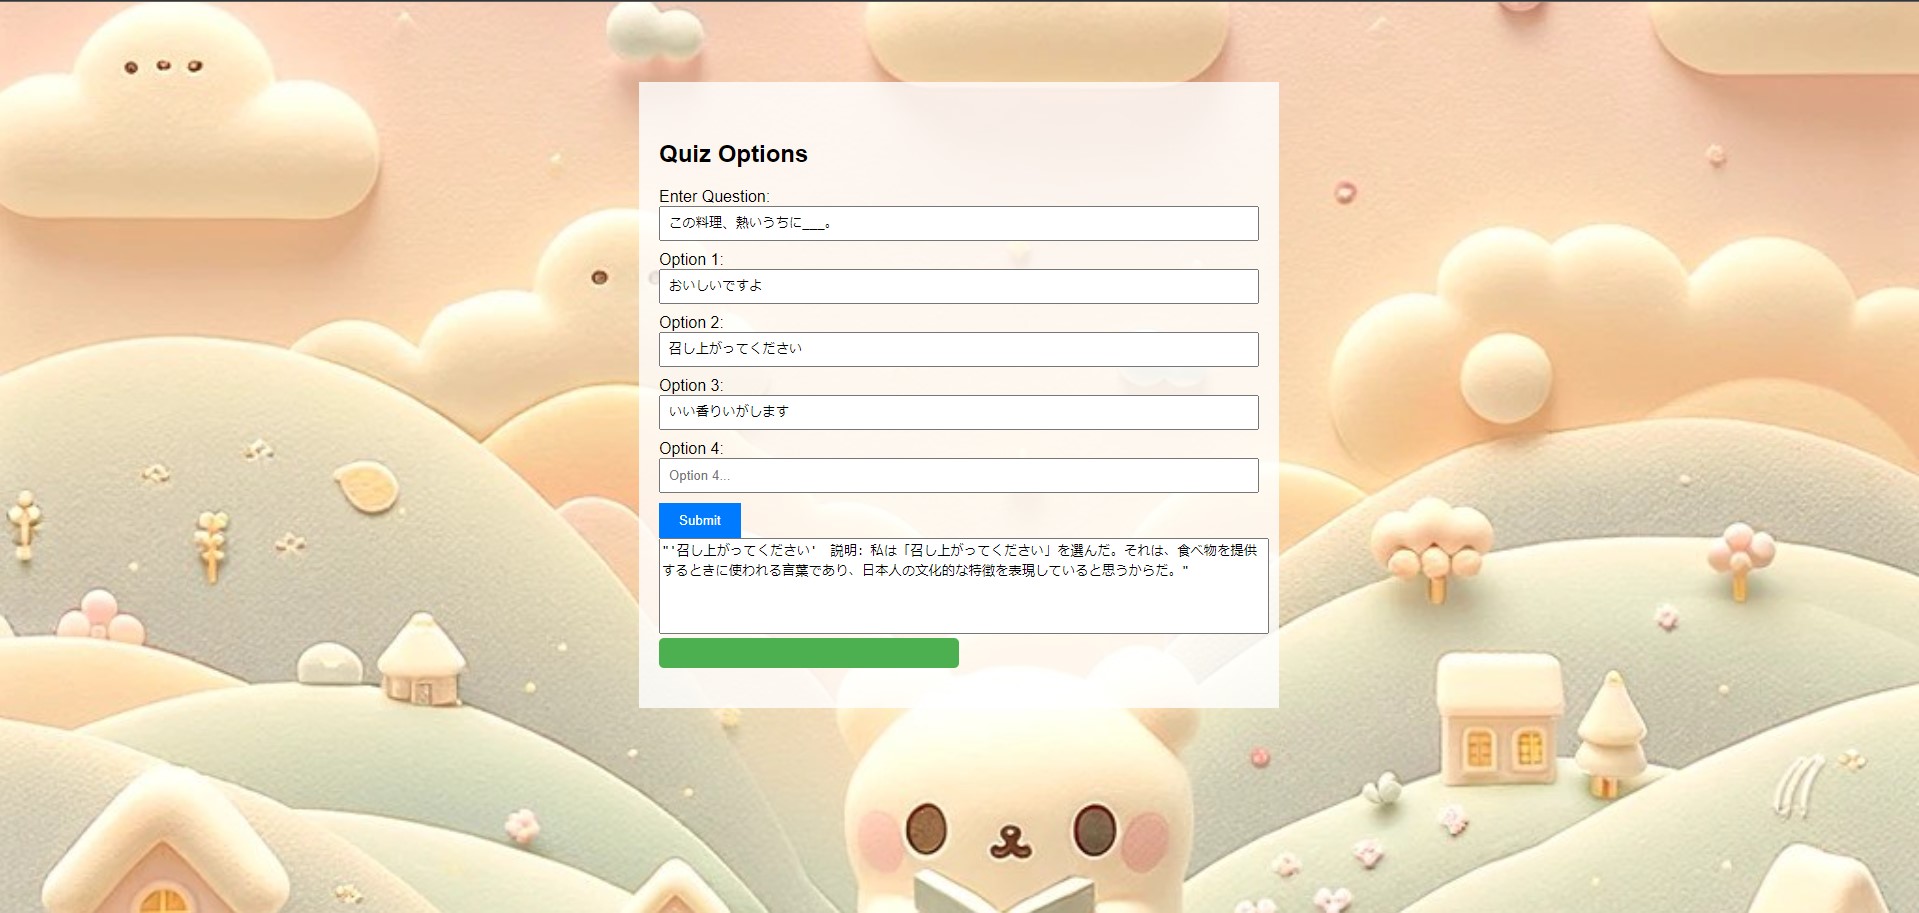 Quiz Options
Enter Question:
この料理、熱いうちに___。
Option 1:
おいしいですよ
Option 2:
召し上がってください
Option 3:
いい香りいがします
Option 4:
Option 4...
Submit
"'召し上がってください'　説明: 私は「召し上がってください」を選んだ。それは、食べ物を提供
するときに使われる言葉であり、日本人の文化的な特徴を表現していると思うからだ。"